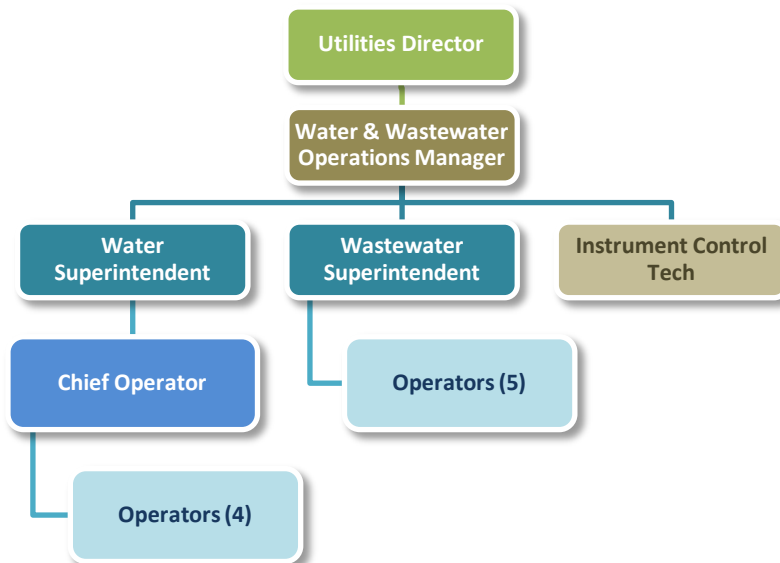 Utilities Director
Water & Wastewater
Operations Manager
Water
Superintendent
Wastewater
Superintendent
Instrument Control
Tech
Chief Operator
Operators (5)
Operators (4)